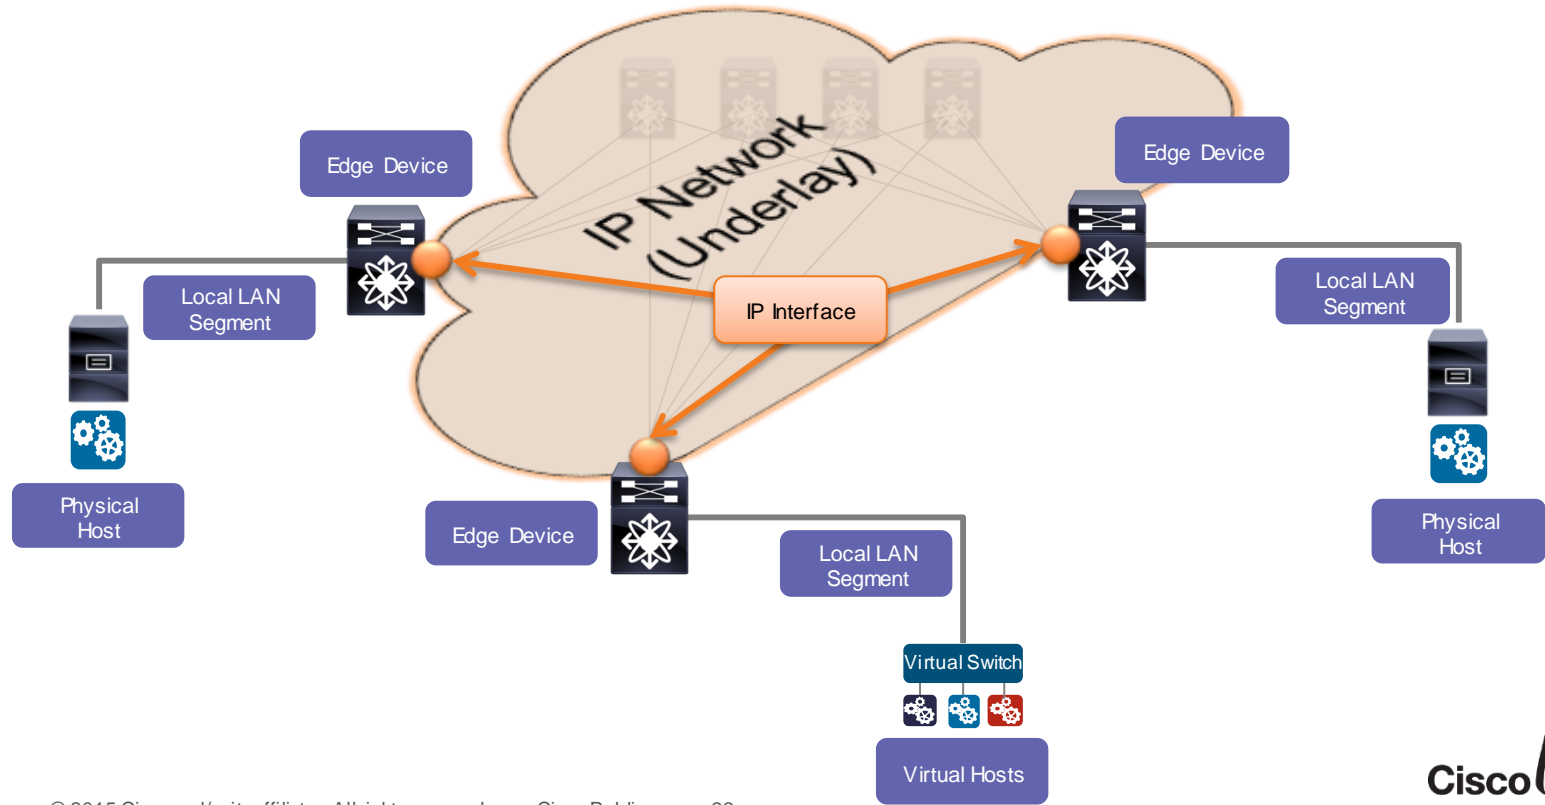 IP Network
(Underlay)
Edge Device
Edge Device
IP Interface
Local LAN
Segment
Local LAN
Segment
Physical
Host
Edge Device
Physical
Host
Local LAN
Segment
Virtual Switch
Virtual Hosts
Cisco